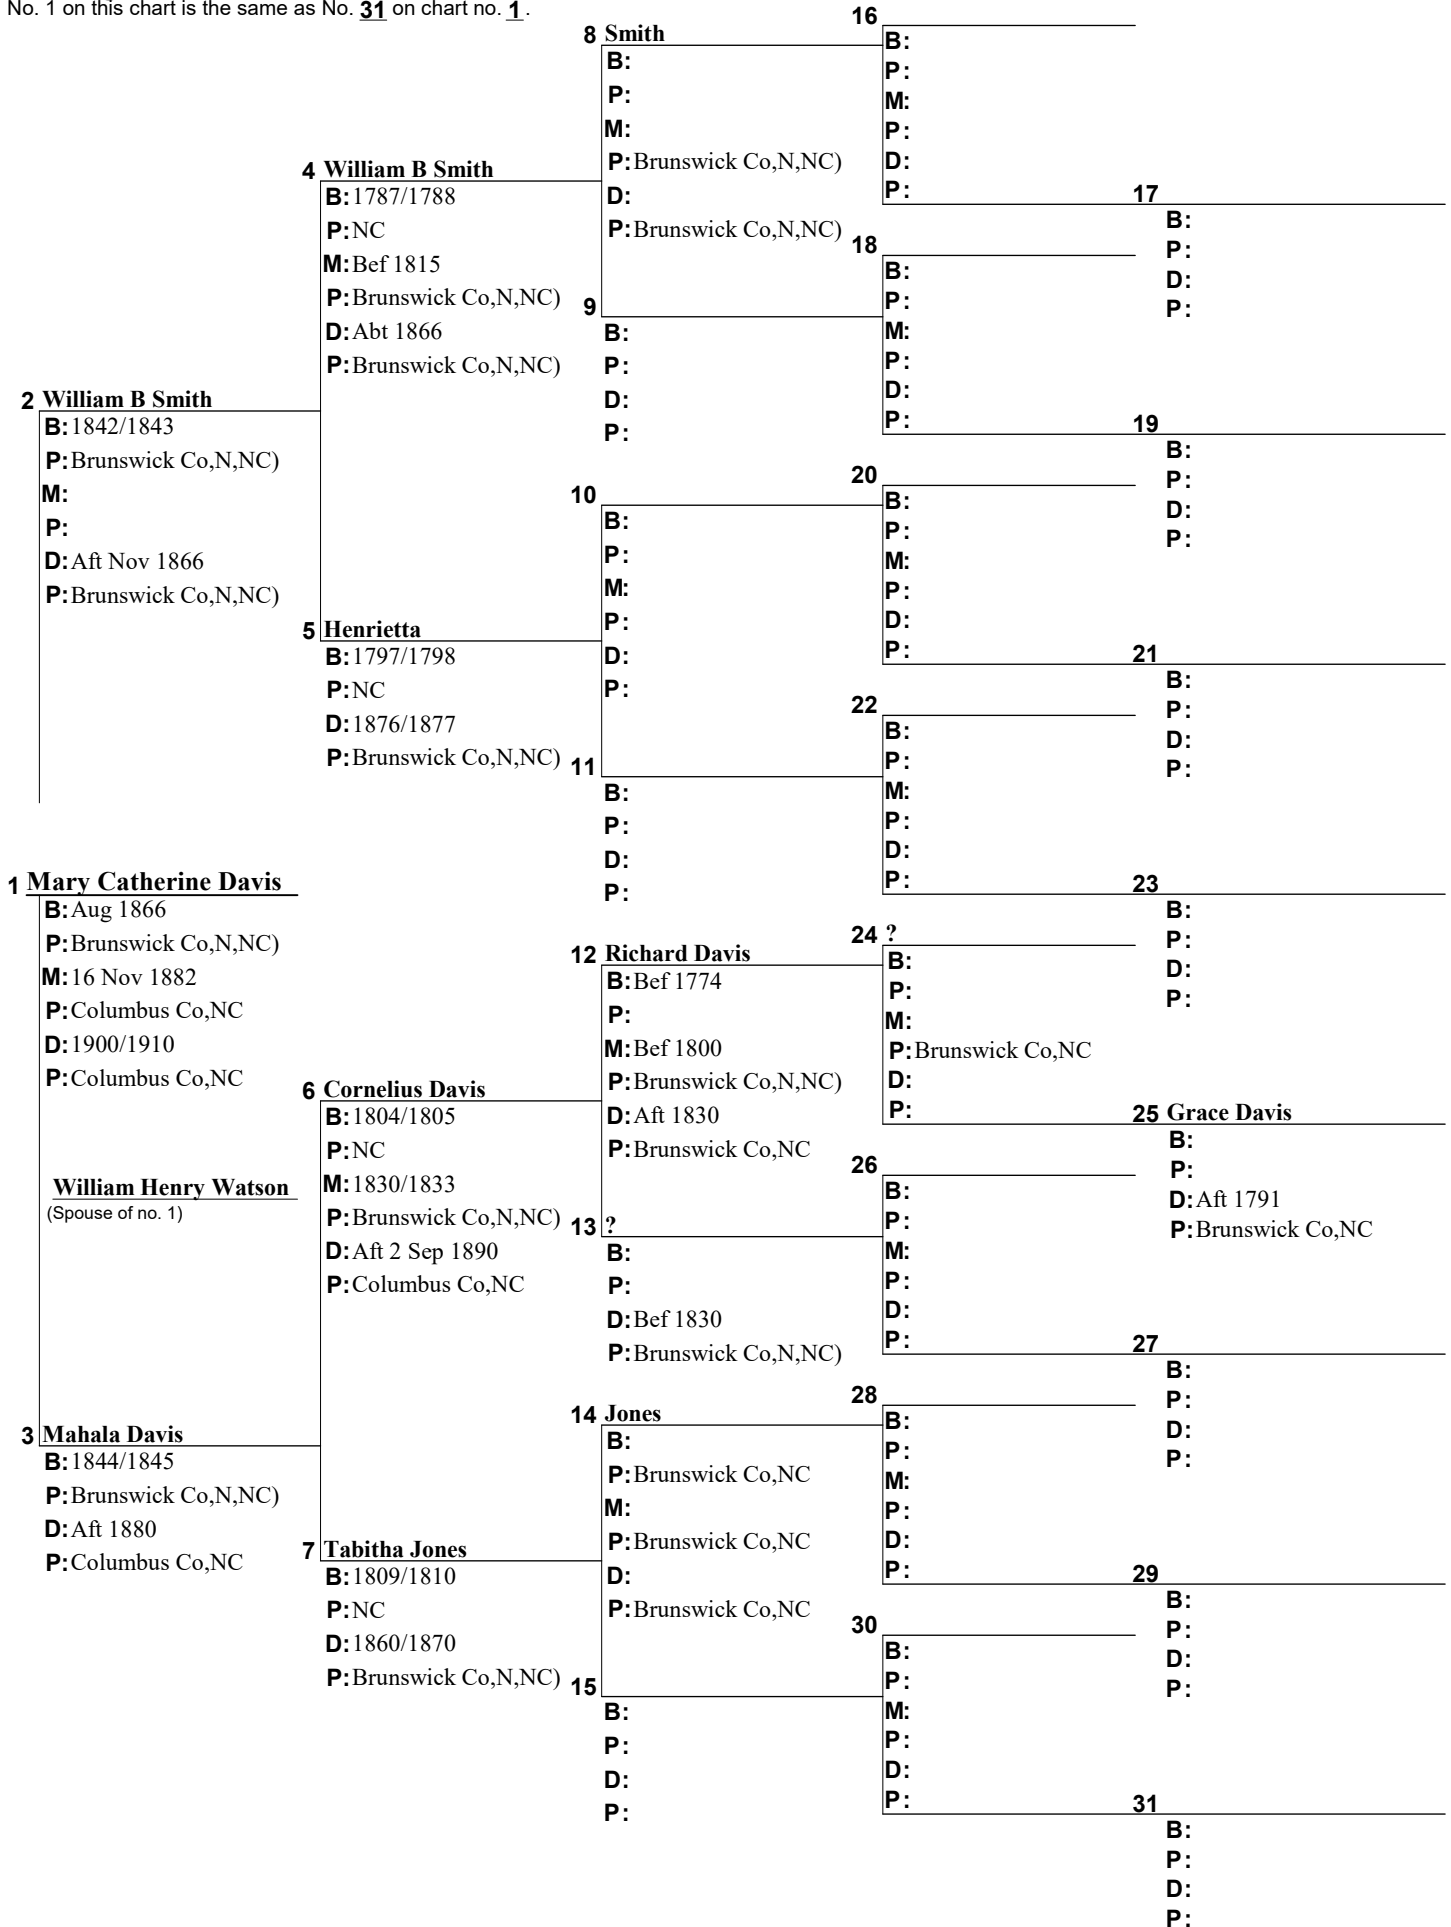 No. 1 on this chart is the same as No. 31 on chart no. 1.
1 Mary Catherine Davis
B: Aug 1866
P: Brunswick Co,N,NC)
M: 16 Nov 1882
P: Columbus Co,NC
D: 1900/1910
P: Columbus Co,NC
William Henry Watson
(Spouse of no. 1)
2 William B Smith
B: 1842/1843
P: Brunswick Co,N,NC)
M:
P:
D: Aft Nov 1866
P: Brunswick Co,N,NC)
3 Mahala Davis
B: 1844/1845
P: Brunswick Co,N,NC)
D: Aft 1880
P: Columbus Co,NC
4 William B Smith
B: 1787/1788
P: NC
M: Bef 1815
P: Brunswick Co,N,NC)
D: Abt 1866
P: Brunswick Co,N,NC)
5 Henrietta
B: 1797/1798
P: NC
D: 1876/1877
P: Brunswick Co,N,NC)
6 Cornelius Davis
B: 1804/1805
P: NC
M: 1830/1833
P: Brunswick Co,N,NC)
D: Aft 2 Sep 1890
P: Columbus Co,NC
7 Tabitha Jones
B: 1809/1810
P: NC
D: 1860/1870
P: Brunswick Co,N,NC)
8 Smith
B:
P:
M:
P: Brunswick Co,N,NC)
D:
P: Brunswick Co,N,NC)
9
B:
P:
D:
P:
10
B:
P:
M:
P:
D:
P:
11
B:
P:
D:
P:
12 Richard Davis
B: Bef 1774
P:
M: Bef 1800
P: Brunswick Co,N,NC)
D: Aft 1830
P: Brunswick Co,NC
13 ?
B:
P:
D: Bef 1830
P: Brunswick Co,N,NC)
14 Jones
B:
P: Brunswick Co,NC
M:
P: Brunswick Co,NC
D:
P: Brunswick Co,NC
15
B:
P:
D:
P:
16
B:
P:
M:
P:
D:
P:
17
B:
P:
D:
P:
18
B:
P:
M:
P:
D:
P:
19
B:
P:
D:
P:
20
B:
P:
M:
P:
D:
P:
21
B:
P:
D:
P:
22
B:
P:
M:
P:
D:
P:
23
B:
P:
D:
P:
24 ?
B:
P:
M:
P: Brunswick Co,NC
D:
P:
25 Grace Davis
B:
P:
D: Aft 1791
P: Brunswick Co,NC
26
B:
P:
M:
P:
D:
P:
27
B:
P:
D:
P:
28
B:
P:
M:
P:
D:
P:
29
B:
P:
D:
P:
30
B:
P:
M:
P:
D:
P:
31
B:
P:
D:
P: